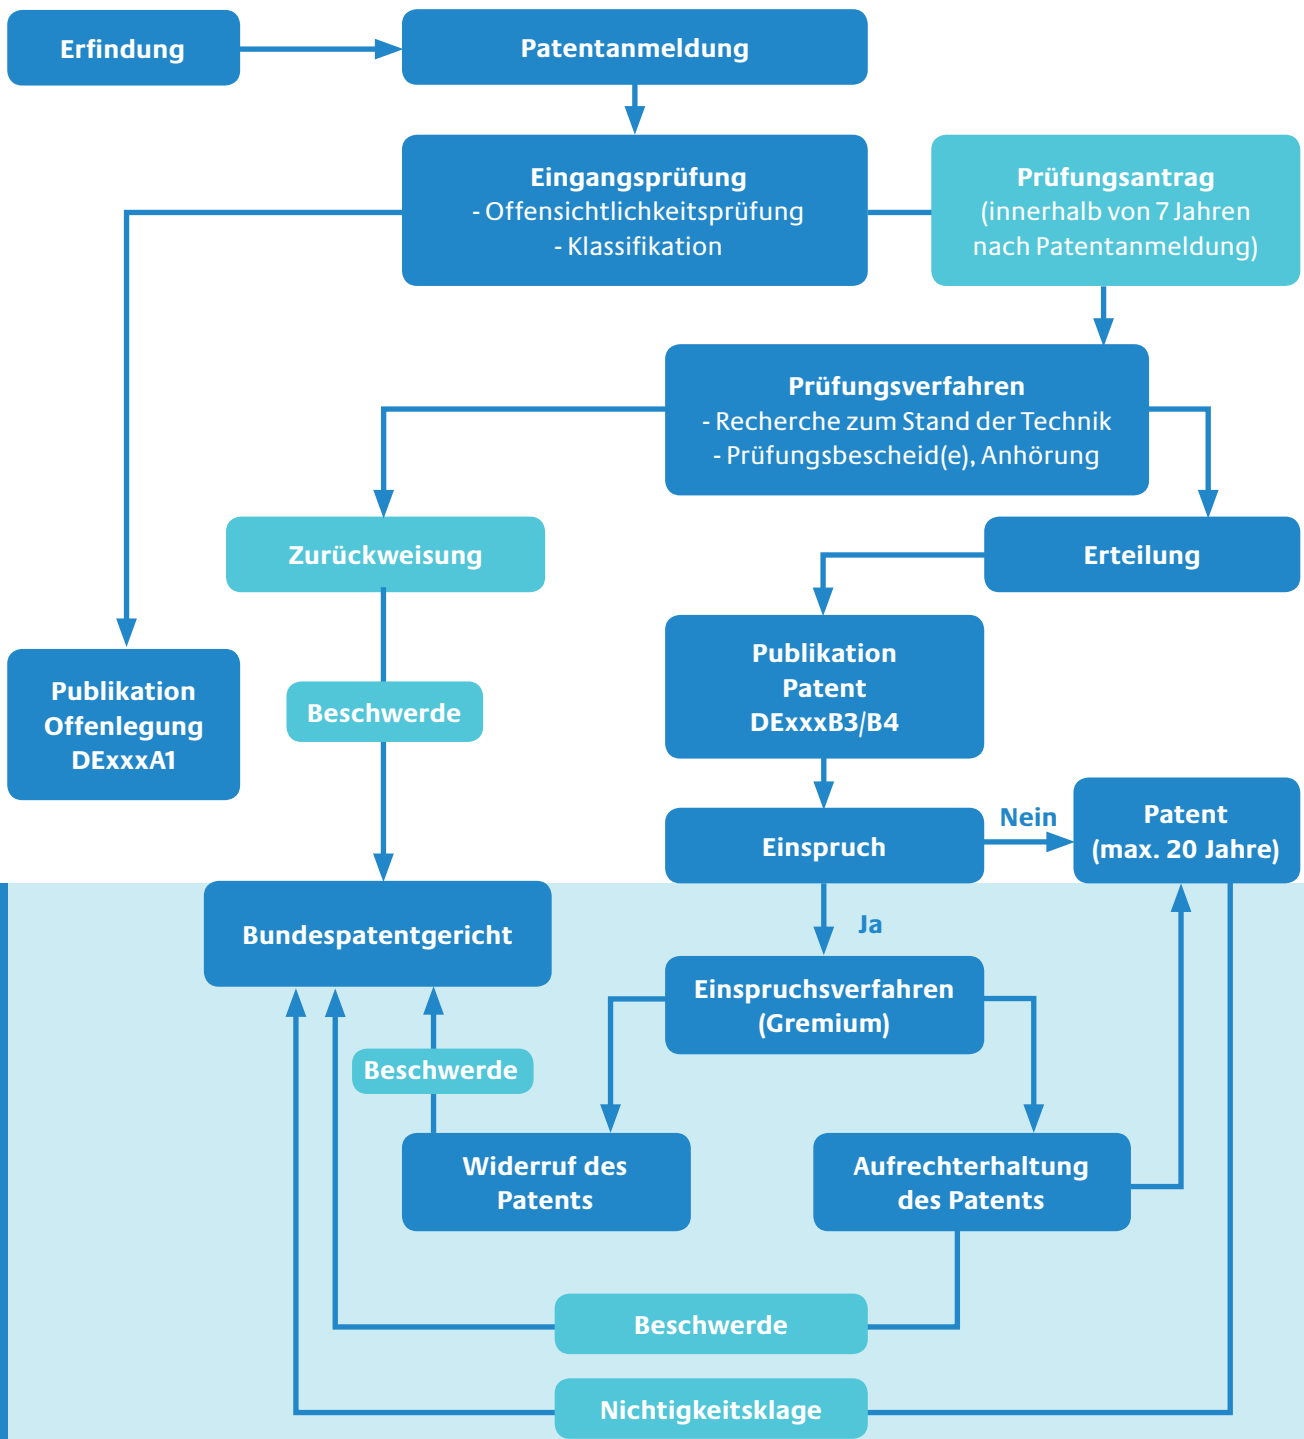 Erfindung
Patentanmeldung
Eingangsprüfung
- Offensichtlichkeitsprüfung
- Klassifikation
Prüfungsantrag
(innerhalb von 7 Jahren
nach Patentanmeldung)
Prüfungsverfahren
- Recherche zum Stand der Technik
- Prüfungsbescheid(e), Anhörung
Zurückweisung
Erteilung
Publikation
Offenlegung
DExxxA1
Beschwerde
Publikation
Patent
DExxxB3/B4
Einspruch
Nein
Patent
(max. 20 Jahre)
Ja
Bundespatentgericht
Einspruchsverfahren
(Gremium)
Beschwerde
Widerruf des
Patents
Aufrechterhaltung
des Patents
Beschwerde
Nichtigkeitsklage